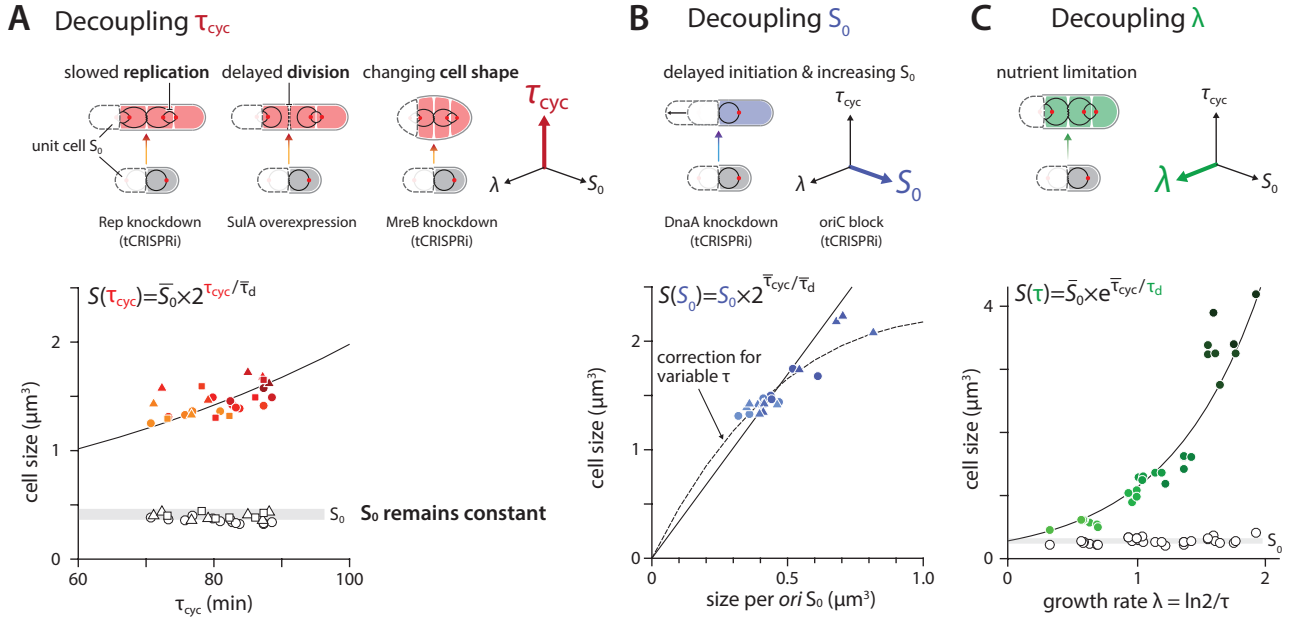 A Decoupling τcyc
slowed replication
delayed division
changing cell shape
τcyc
λ
S0
unit cell S0
Rep knockdown
(tCRISPRi)
SulA overexpression
MreB knockdown
(tCRISPRi)
S(τcyc)=S̅0×2^τcyc/τ̅d
cell size (μm³)
2
1
0
S0
S0 remains constant
60
80
100
τcyc (min)
B Decoupling S0
delayed initiation & increasing S0
τcyc
λ
S0
DnaA knockdown
(tCRISPRi)
oriC block
(tCRISPRi)
S(S0)=S0×2^τ̅cyc/τ̅d
correction for
variable τ
cell size (μm³)
2
1
0
0
0.5
1.0
size per ori S0 (μm³)
C Decoupling λ
nutrient limitation
τcyc
λ
S0
S(τ)=S̅0×e^τ̅cyc/τd
cell size (μm³)
4
2
0
S0
0
1
2
growth rate λ = ln2/τ